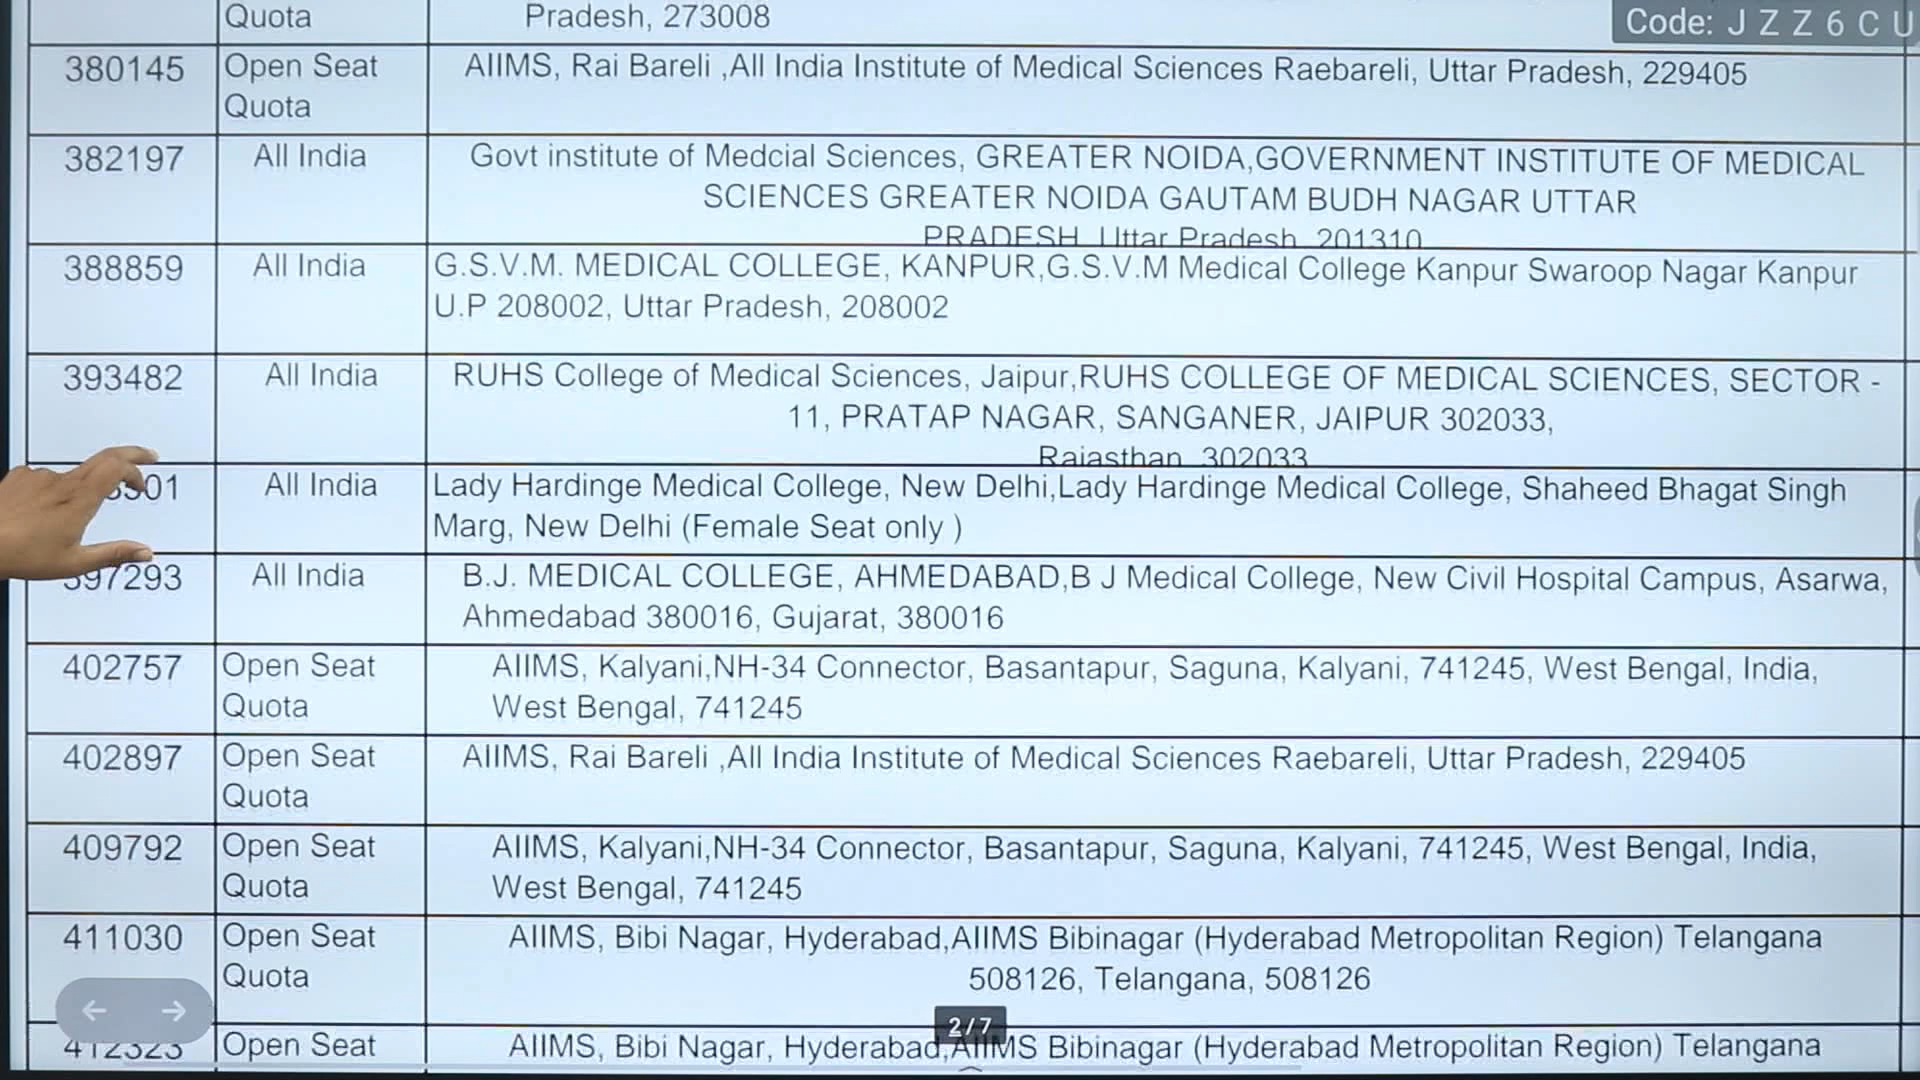 Quota Pradesh, 273008
Code: J Z Z 6 C U
380145 Open Seat AIIMS, Rai Bareli ,All India Institute of Medical Sciences Raebareli, Uttar Pradesh, 229405
Quota
382197 All India Govt institute of Medcial Sciences, GREATER NOIDA,GOVERNMENT INSTITUTE OF MEDICAL
SCIENCES GREATER NOIDA GAUTAM BUDH NAGAR UTTAR
PRADESH, Uttar Pradesh, 201310
388859 All India G.S.V.M. MEDICAL COLLEGE, KANPUR,G.S.V.M Medical College Kanpur Swaroop Nagar Kanpur
U.P 208002, Uttar Pradesh, 208002
393482 All India RUHS College of Medical Sciences, Jaipur,RUHS COLLEGE OF MEDICAL SCIENCES, SECTOR -
11, PRATAP NAGAR, SANGANER, JAIPUR 302033,
Rajasthan, 302033
All India Lady Hardinge Medical College, New Delhi,Lady Hardinge Medical College, Shaheed Bhagat Singh
Marg, New Delhi (Female Seat only )
397293 All India B.J. MEDICAL COLLEGE, AHMEDABAD,B J Medical College, New Civil Hospital Campus, Asarwa,
Ahmedabad 380016, Gujarat, 380016
402757 Open Seat AIIMS, Kalyani,NH-34 Connector, Basantapur, Saguna, Kalyani, 741245, West Bengal, India,
Quota West Bengal, 741245
402897 Open Seat AIIMS, Rai Bareli ,All India Institute of Medical Sciences Raebareli, Uttar Pradesh, 229405
Quota
409792 Open Seat AIIMS, Kalyani,NH-34 Connector, Basantapur, Saguna, Kalyani, 741245, West Bengal, India,
Quota West Bengal, 741245
411030 Open Seat AIIMS, Bibi Nagar, Hyderabad,AIIMS Bibinagar (Hyderabad Metropolitan Region) Telangana
Quota 508126, Telangana, 508126
2/7
412323 Open Seat AIIMS, Bibi Nagar, Hyderabad,AIIMS Bibinagar (Hyderabad Metropolitan Region) Telangana